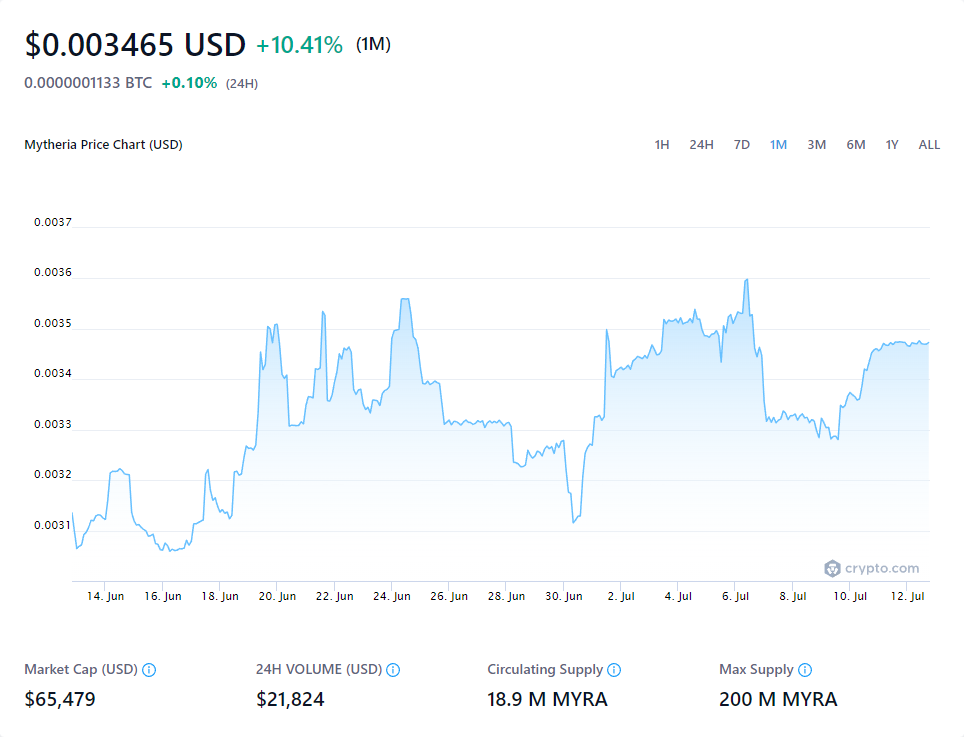 $0.003465 USD +10.41% (1M)
0.0000001133 BTC +0.10% (24H)
Mytheria Price Chart (USD) 1H 24H 7D 1M 3M 6M 1Y ALL
0.0037
0.0036
0.0035
0.0034
0.0033
0.0032
0.0031
crypto.com
14. Jun 16. Jun 18. Jun 20. Jun 22. Jun 24. Jun 26. Jun 28. Jun 30. Jun 2. Jul 4. Jul 6. Jul 8. Jul 10. Jul 12. Jul
Market Cap (USD) 24H VOLUME (USD) Circulating Supply Max Supply
$65,479 $21,824 18.9 M MYRA 200 M MYRA